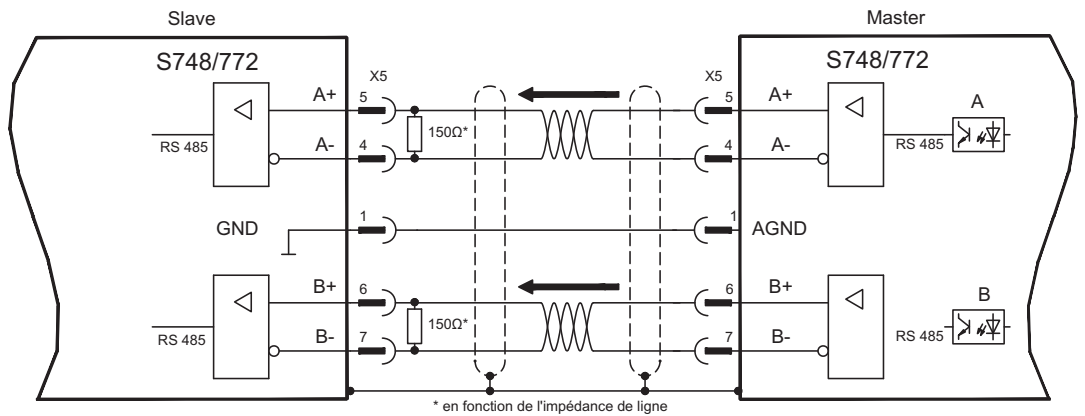 Slave
Master
S748/772
X5
X5
S748/772
A+
5
5
A+
A
RS 485
150Ω*
RS 485
A-
4
4
A-
GND
1
1
AGND
B+
6
6
B+
B
RS 485
150Ω*
RS 485
B-
7
7
B-
* en fonction de l'impédance de ligne